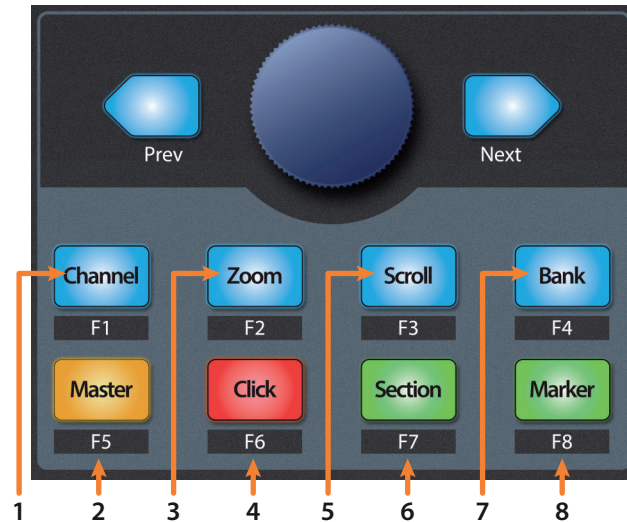 Prev Next
Channel Zoom Scroll Bank
F1 F2 F3 F4
Master Click Section Marker
F5 F6 F7 F8
1 2 3 4 5 6 7 8